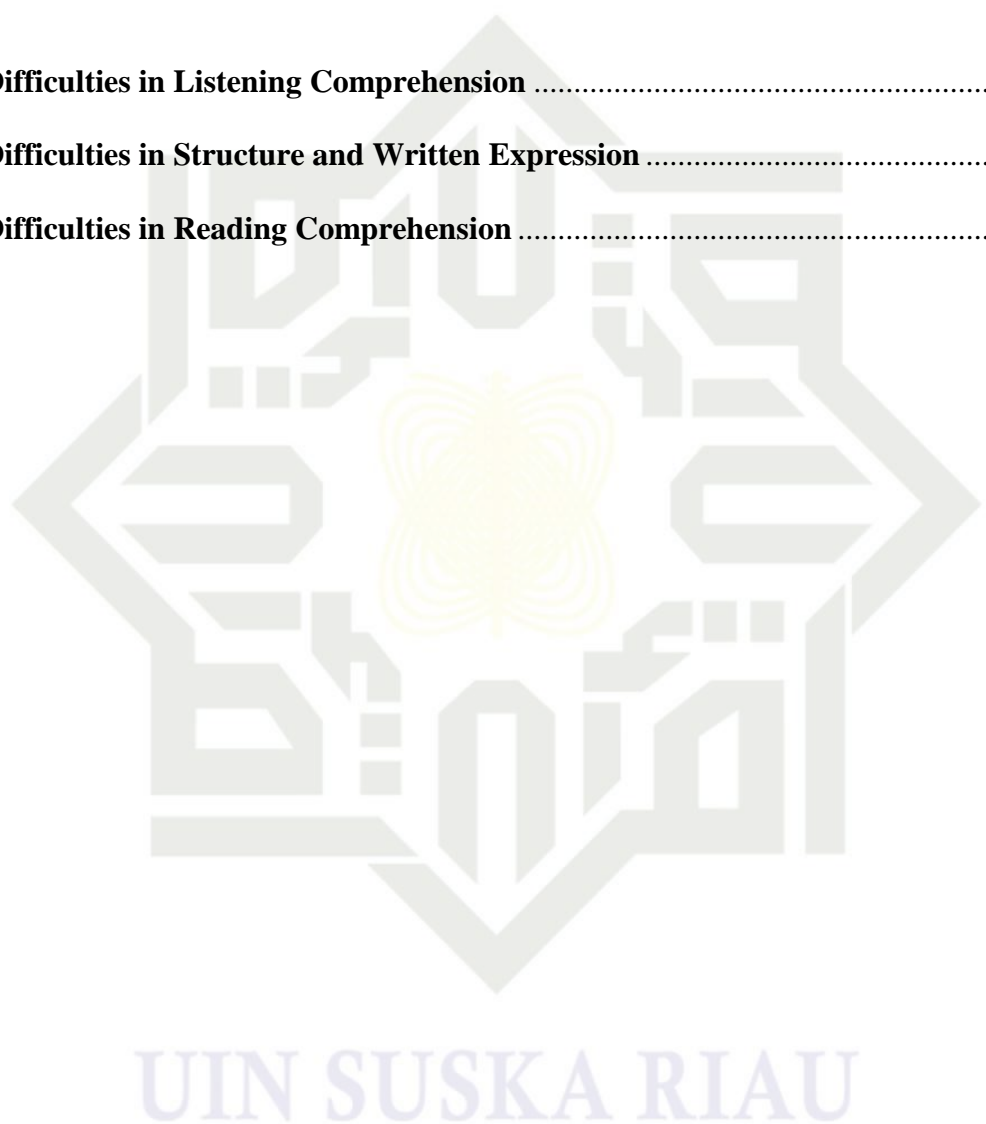 Difficulties in Listening Comprehension ........................................................
Difficulties in Structure and Written Expression ..........................................
Difficulties in Reading Comprehension ..........................................................
UIN SUSKA RIAU